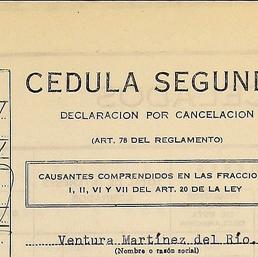 CEDULA SEGUND
DECLARACION POR CANCELACION
(ART. 78 DEL REGLAMENTO)
CAUSANTES COMPRENDIDOS EN LAS FRACCIO
I, II, VI Y VII DEL ART. 20 DE LA LEY
Ventura Martínez del Río.
(Nombre o razón social)